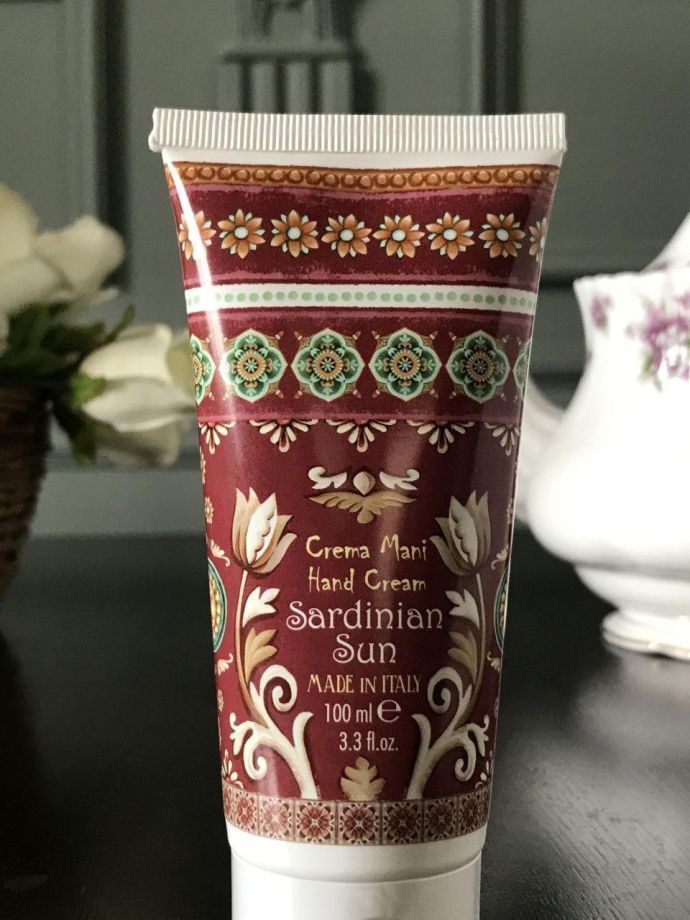 Crema Mani
Hand Cream
Sardinian
Sun
MADE IN ITALY
100 ml ℮
3.3 fl.oz.